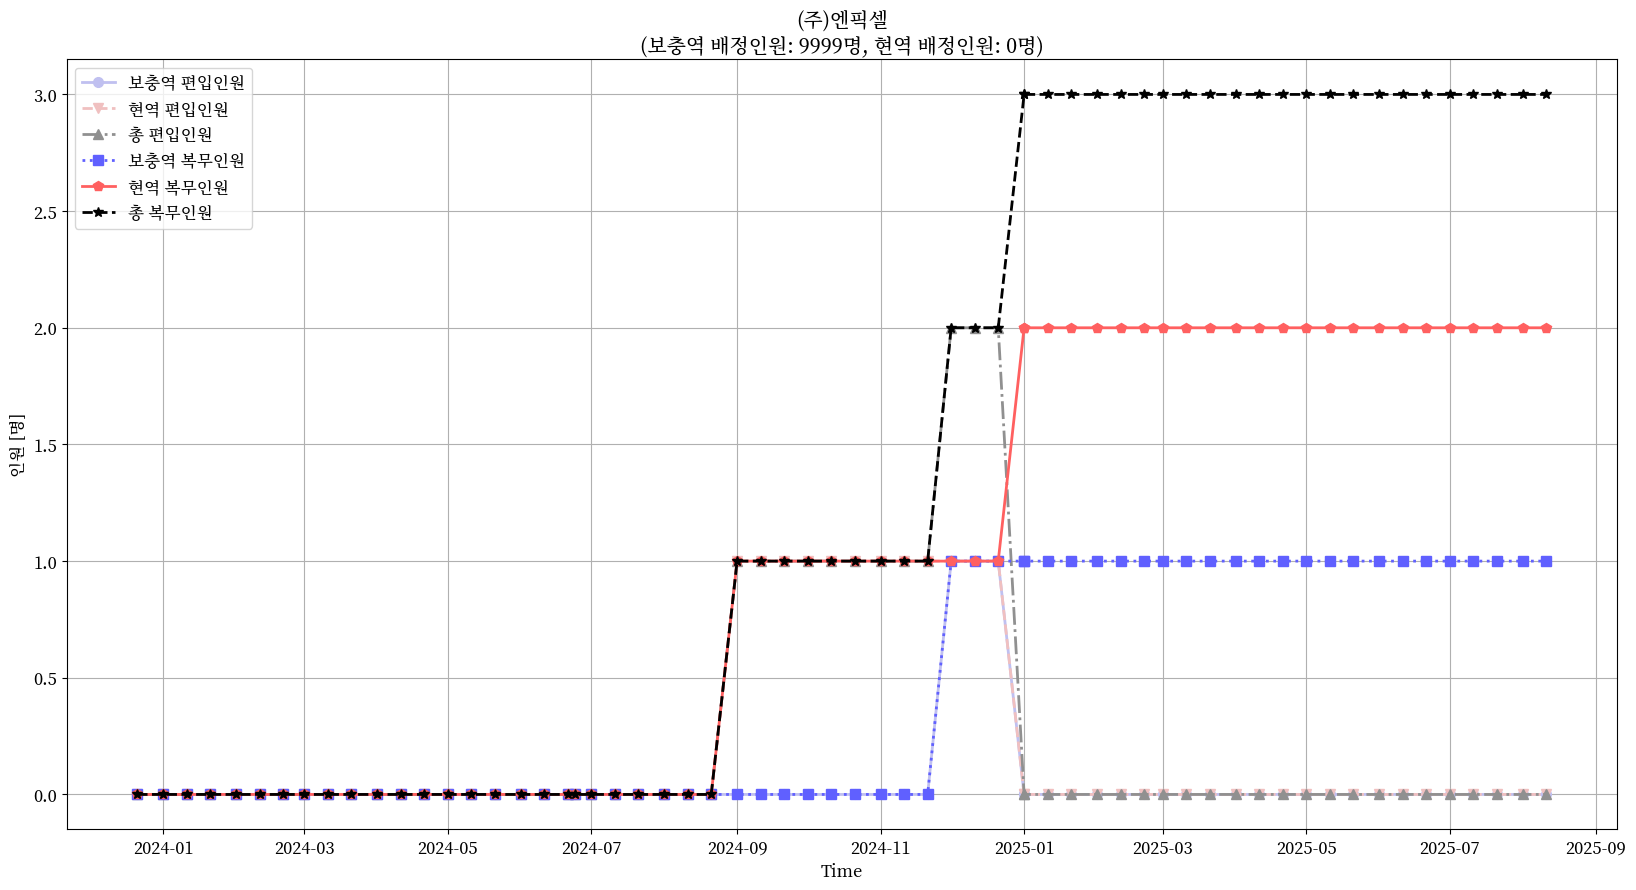 (주)엔픽셀
(보충역 배정인원: 9999명, 현역 배정인원: 0명)
보충역 편입인원
현역 편입인원
총 편입인원
보충역 복무인원
현역 복무인원
총 복무인원
3.0
2.5
2.0
1.5
1.0
0.5
0.0
인원 [명]
2024-01
2024-03
2024-05
2024-07
2024-09
2024-11
2025-01
2025-03
2025-05
2025-07
2025-09
Time